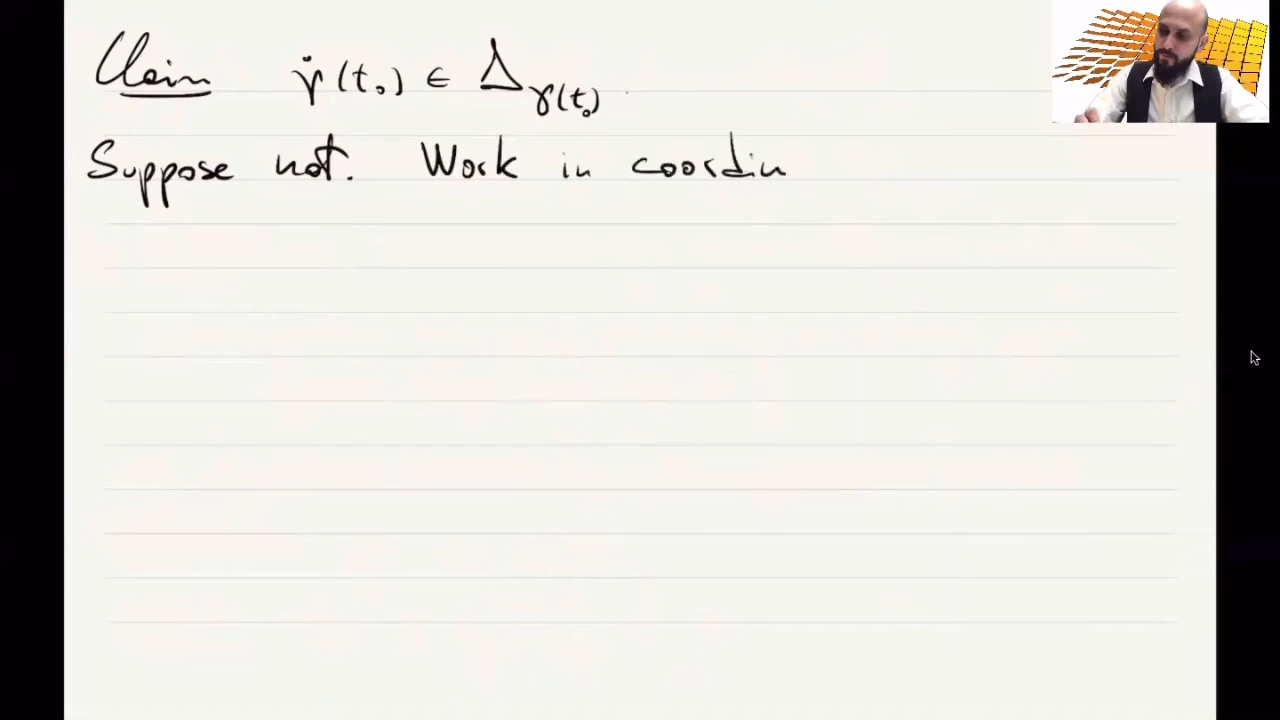 Claim γ̇(t₀) ∈ Δ_γ(t₀)
Suppose not. Work in coordin